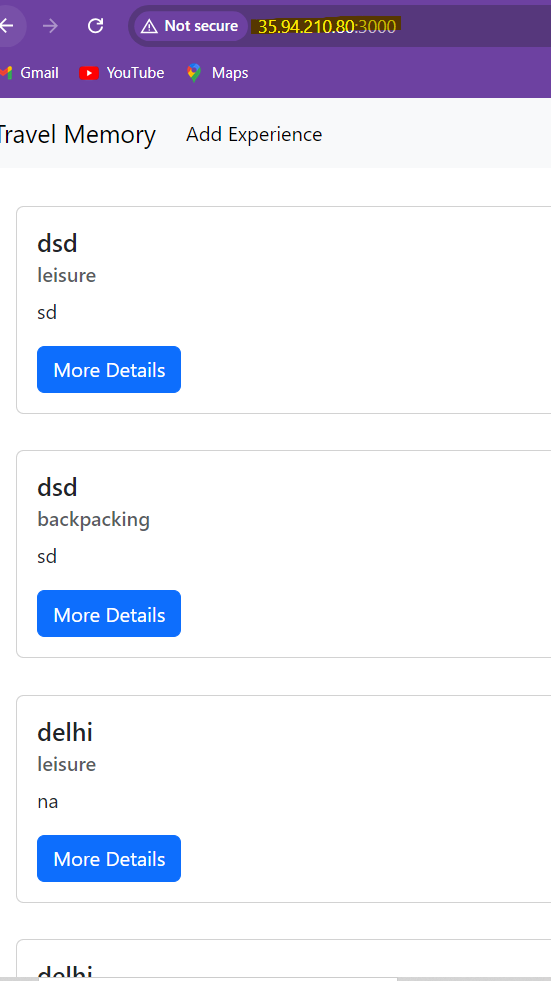 Not secure 35.94.210.80:3000
Gmail YouTube Maps
Travel Memory Add Experience
dsd
leisure
sd
More Details
dsd
backpacking
sd
More Details
delhi
leisure
na
More Details
delhi